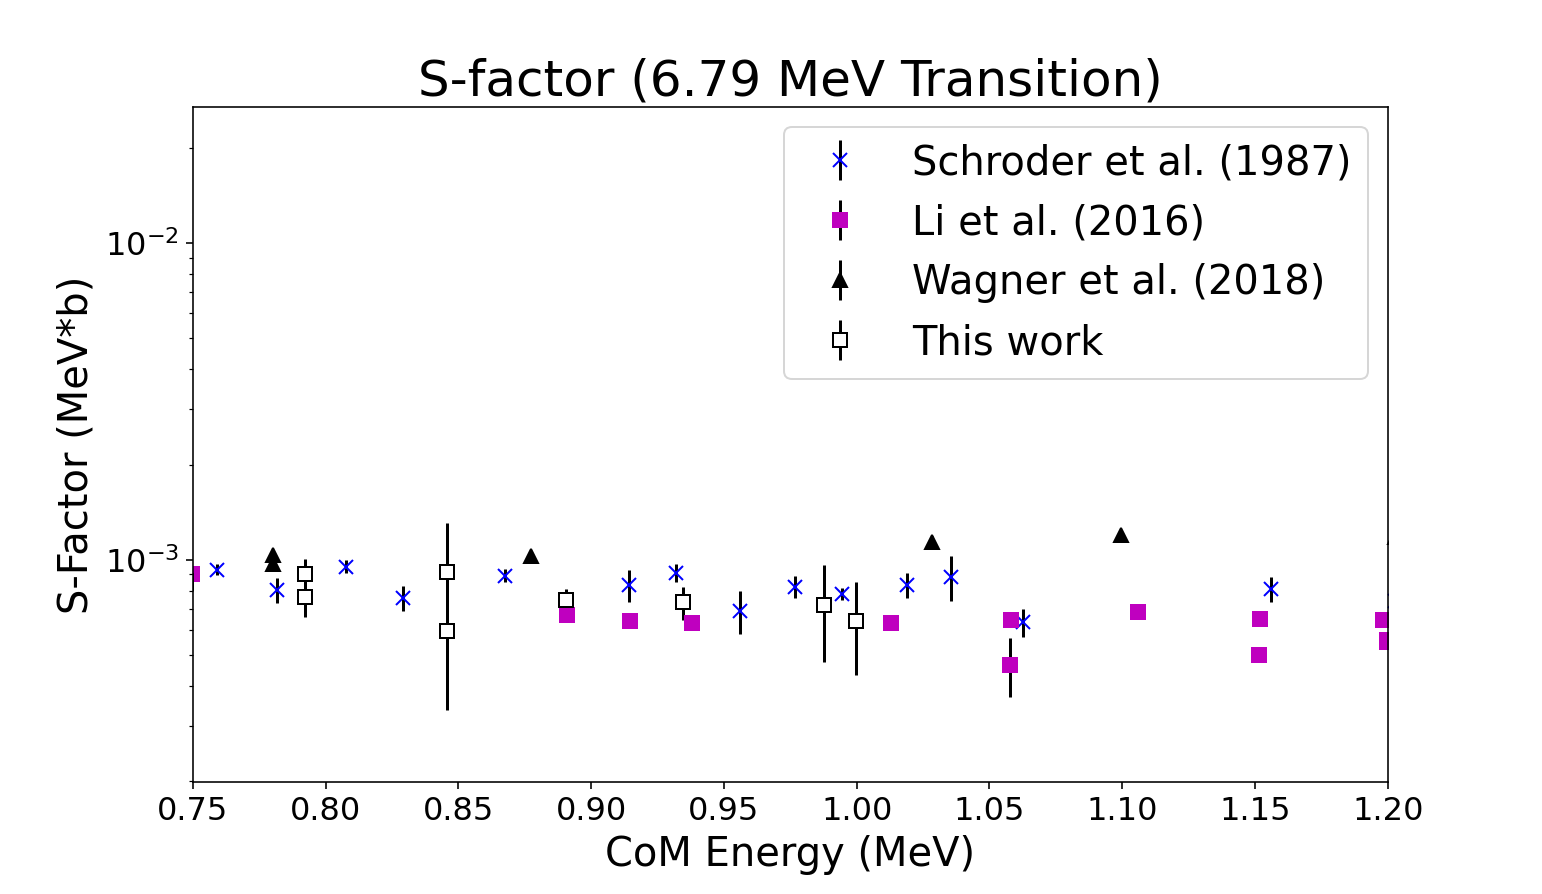 S-factor (6.79 MeV Transition)
Schroder et al. (1987)
Li et al. (2016)
Wagner et al. (2018)
This work
S-Factor (MeV*b)
10⁻²
10⁻³
0.75 0.80 0.85 0.90 0.95 1.00 1.05 1.10 1.15 1.20
CoM Energy (MeV)